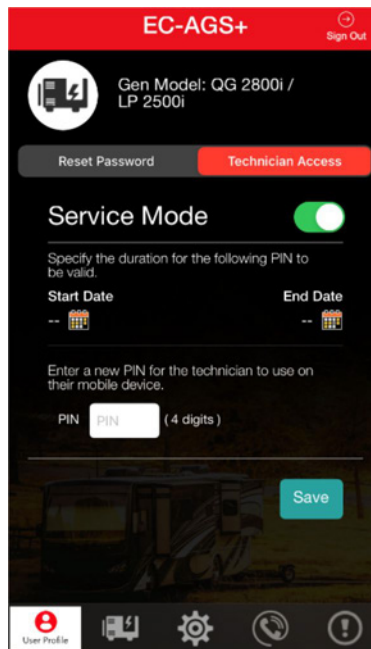 EC-AGS+
Sign Out
Gen Model: QG 2800i /
LP 2500i
Reset Password
Technician Access
Service Mode
Specify the duration for the following PIN to
be valid.
Start Date
End Date
--
--
Enter a new PIN for the technician to use on
their mobile device.
PIN PIN ( 4 digits )
Save
User Profile